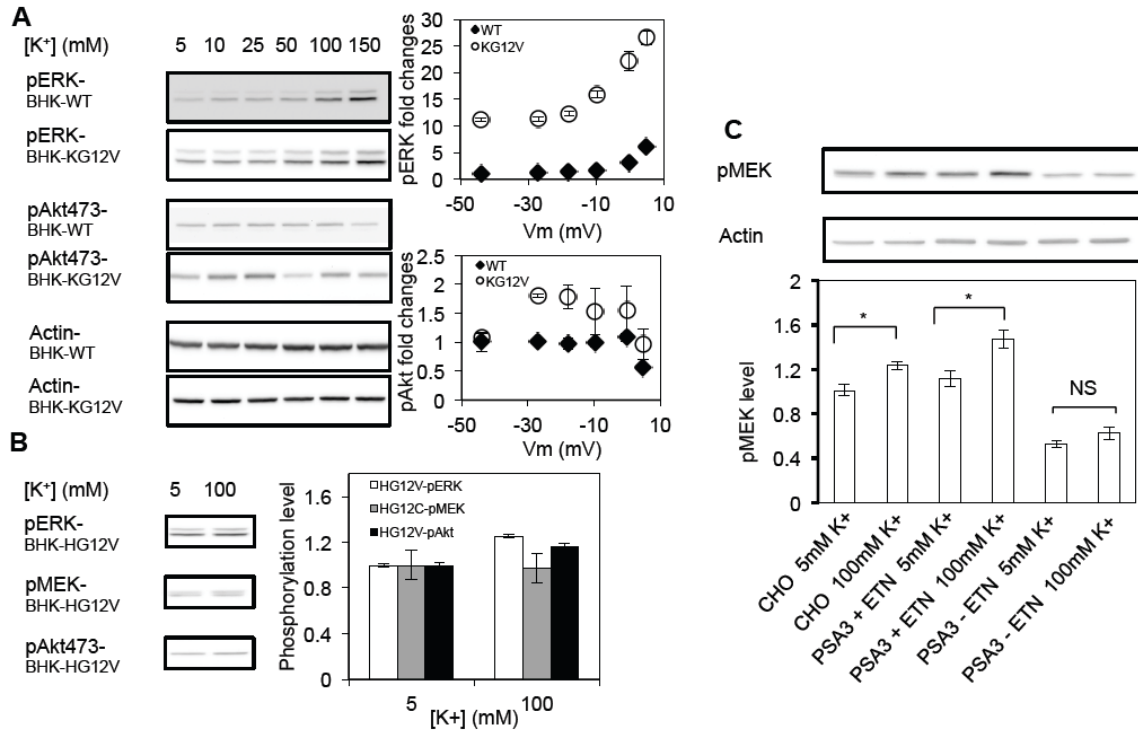 A
[K+] (mM)
5 10 25 50 100 150
pERK-
BHK-WT
pERK-
BHK-KG12V
pAkt473-
BHK-WT
pAkt473-
BHK-KG12V
Actin-
BHK-WT
Actin-
BHK-KG12V
pERK fold changes
30
25
20
15
10
5
0
WT
KG12V
-50 -30 -10 10
Vm (mV)
pAkt fold changes
2.5
2
1.5
1
0.5
0
WT
KG12V
-50 -30 -10 10
Vm (mV)
B
[K+] (mM)
5 100
pERK-
BHK-HG12V
pMEK-
BHK-HG12V
pAkt473-
BHK-HG12V
Phosphorylation level
1.6
1.2
0.8
0.4
0
HG12V-pERK
HG12C-pMEK
HG12V-pAkt
5 100
[K+] (mM)
C
pMEK
Actin
pMEK level
2
1.6
1.2
0.8
0.4
0
*
*
NS
CHO 5mM K+
CHO 100mM K+
PSA3 + ETN 5mM K+
PSA3 + ETN 100mM K+
PSA3 - ETN 5mM K+
PSA3 - ETN 100mM K+